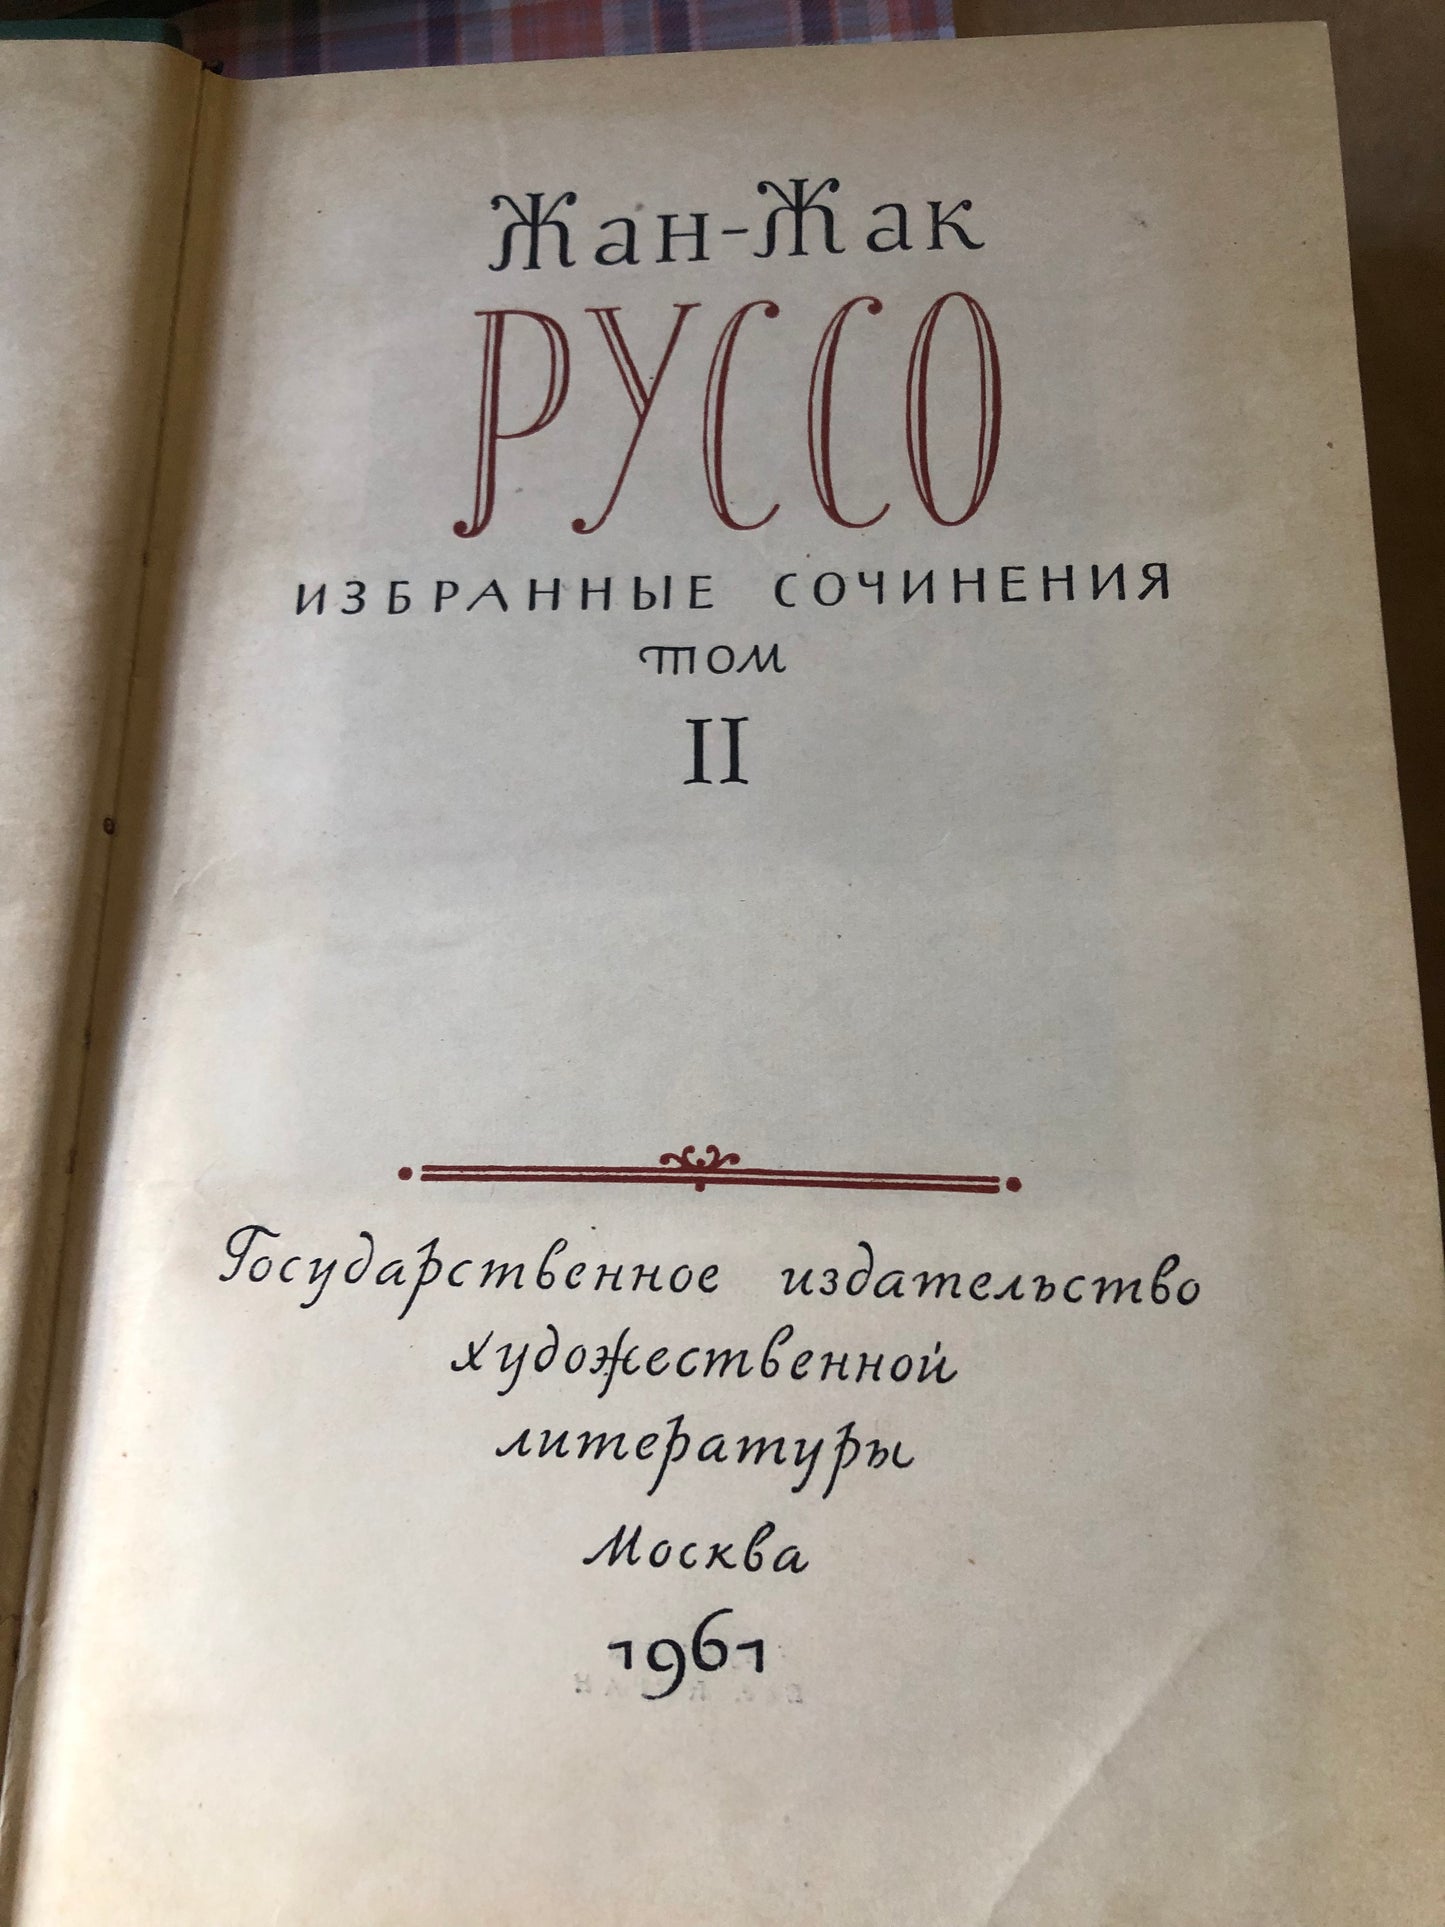 Жан-Жак
РУССО
ИЗБРАННЫЕ СОЧИНЕНИЯ
том
II
Государственное издательство
художественной
литературы
Москва
1961